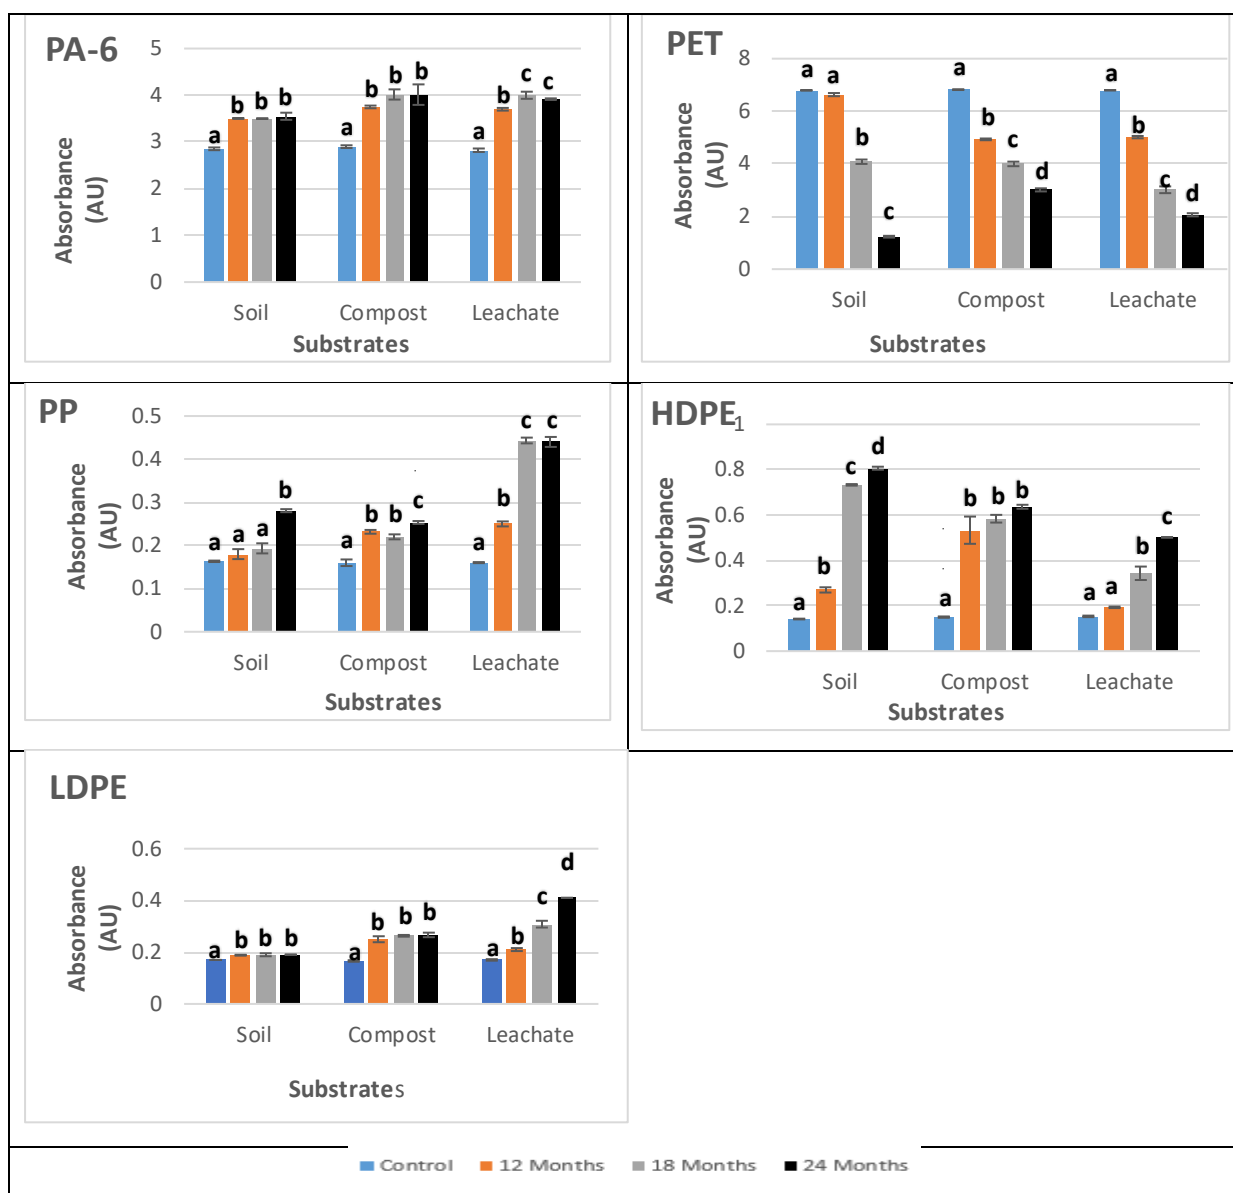 PA-6
5
4
3
2
1
0
Absorbance
(AU)
a b b b
a b b b
a b c c
Soil Compost Leachate
Substrates
PET
8
6
4
2
0
Absorbance
(AU)
a a b c
a b c d
a b c d
Soil Compost Leachate
Substrates
PP
0.5
0.4
0.3
0.2
0.1
0
Absorbance
(AU)
a a a b
a b b c
a b c c
Soil Compost Leachate
Substrates
HDPE
1
0.8
0.6
0.4
0.2
0
Absorbance
(AU)
a b c d
a b b b
a a b c
Soil Compost Leachate
Substrates
LDPE
0.6
0.4
0.2
0
Absorbance
(AU)
a b b b
a b b b
a b c d
Soil Compost Leachate
Substrates
Control 12 Months 18 Months 24 Months